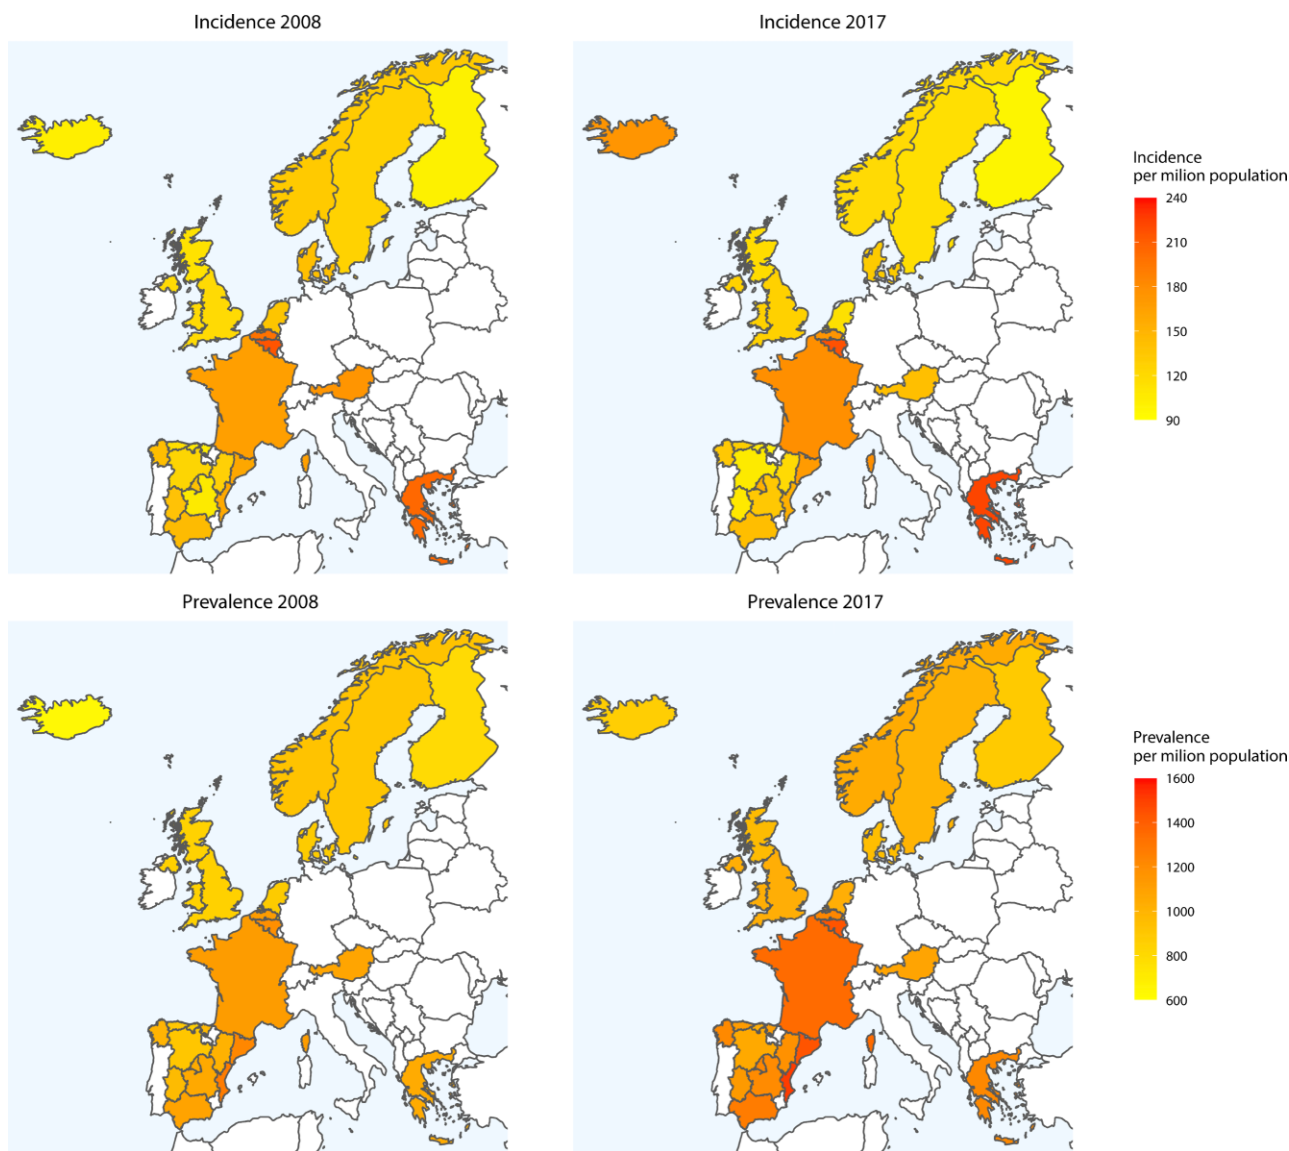 Incidence 2008
Incidence 2017
Incidence
per milion population
240
210
180
150
120
90
Prevalence 2008
Prevalence 2017
Prevalence
per milion population
1600
1400
1200
1000
800
600